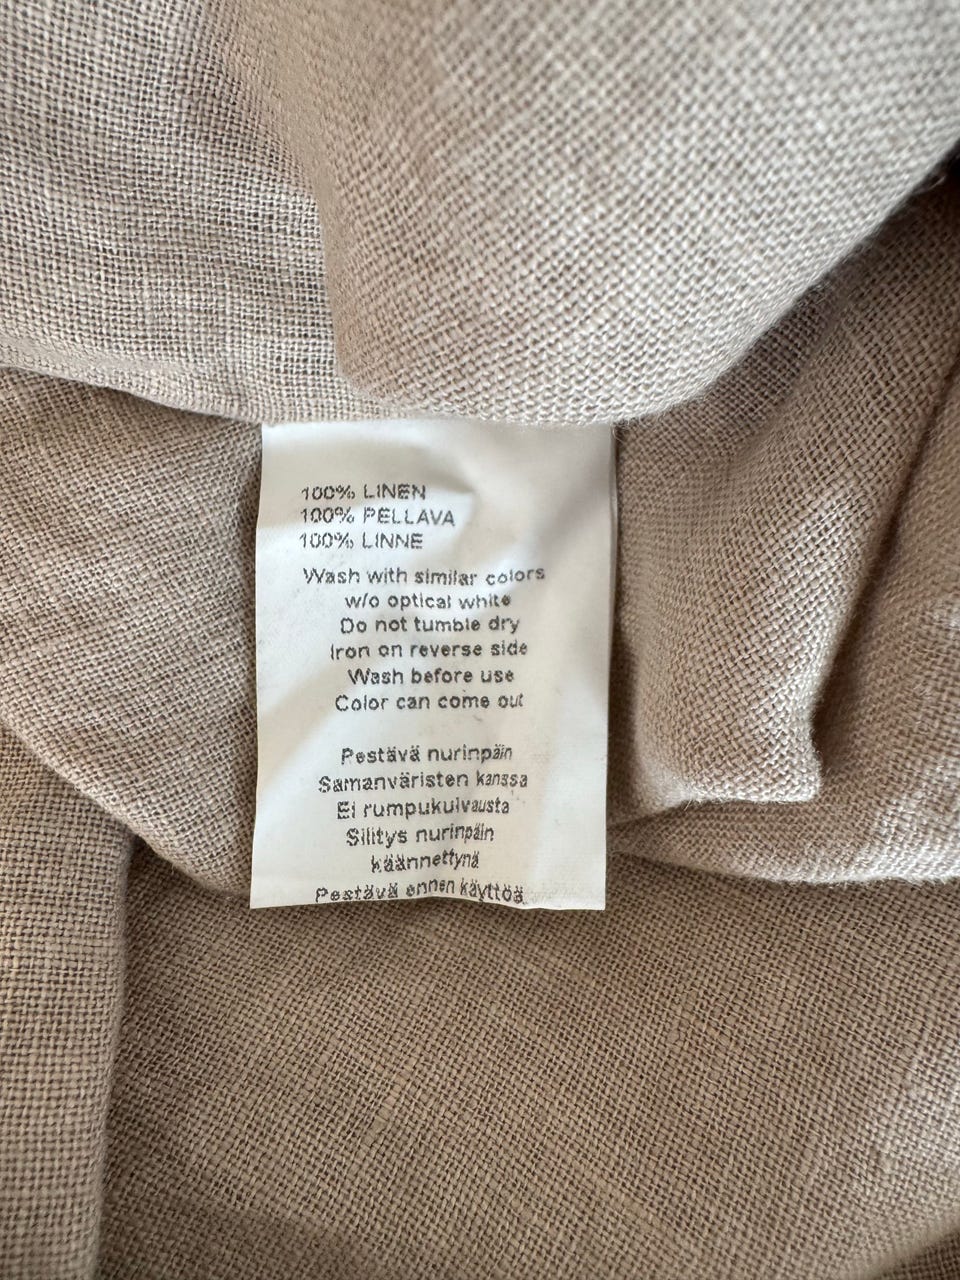 100% LINEN
100% PELLAVA
100% LINNE
Wash with similar colors
w/o optical white
Do not tumble dry
Iron on reverse side
Wash before use
Color can come out
Pestävä nurinpäin
Samanväristen kanssa
Ei rumpukuivausta
Silitys nurinpäin
käännettynä
Pestävä ennen käyttöä